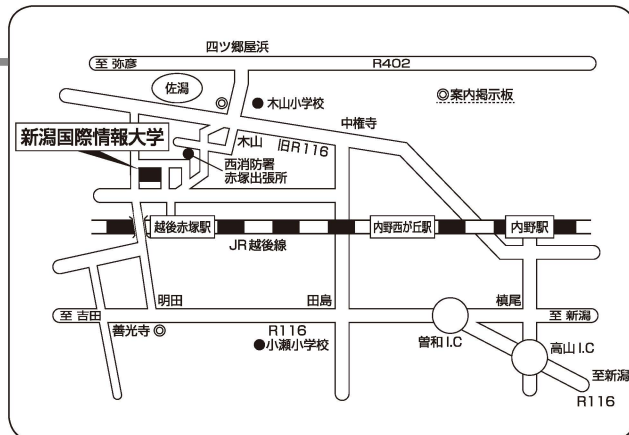 四ツ郷屋浜
至 弥彦
R402
佐潟
◎案内掲示板
◎
●木山小学校
中権寺
新潟国際情報大学
木山
旧R116
西消防署
赤塚出張所
越後赤塚駅
内野西が丘駅
内野駅
JR越後線
明田
田島
槙尾
至 吉田
至 新潟
善光寺◎
R116
曽和I.C
●小瀬小学校
高山I.C
至新潟
R116